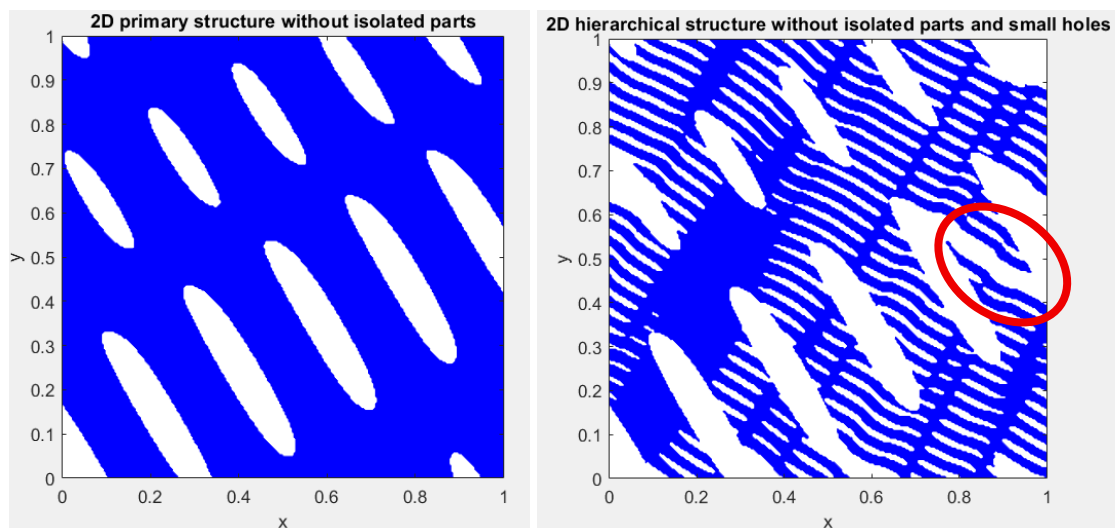 2D primary structure without isolated parts
1
0.9
0.8
0.7
0.6
0.5
0.4
0.3
0.2
0.1
0
y
0 0.2 0.4 0.6 0.8 1
x
2D hierarchical structure without isolated parts and small holes
1
0.9
0.8
0.7
0.6
0.5
0.4
0.3
0.2
0.1
0
y
0 0.2 0.4 0.6 0.8 1
x